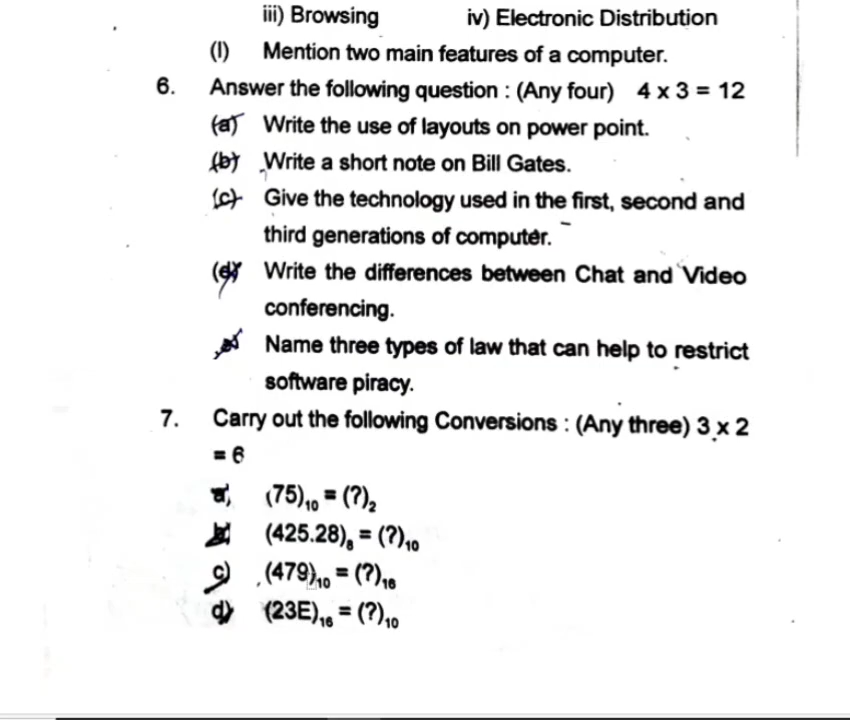 iii) Browsing iv) Electronic Distribution
(l) Mention two main features of a computer.
6. Answer the following question : (Any four) 4 x 3 = 12
(a) Write the use of layouts on power point.
(b) Write a short note on Bill Gates.
(c) Give the technology used in the first, second and
third generations of computer.
(d) Write the differences between Chat and Video
conferencing.
Name three types of law that can help to restrict
software piracy.
7. Carry out the following Conversions : (Any three) 3 x 2
= 6
a) (75)₁₀ = (?)₂
(425.28)₈ = (?)₁₀
c) (479)₁₀ = (?)₁₆
d) (23E)₁₆ = (?)₁₀